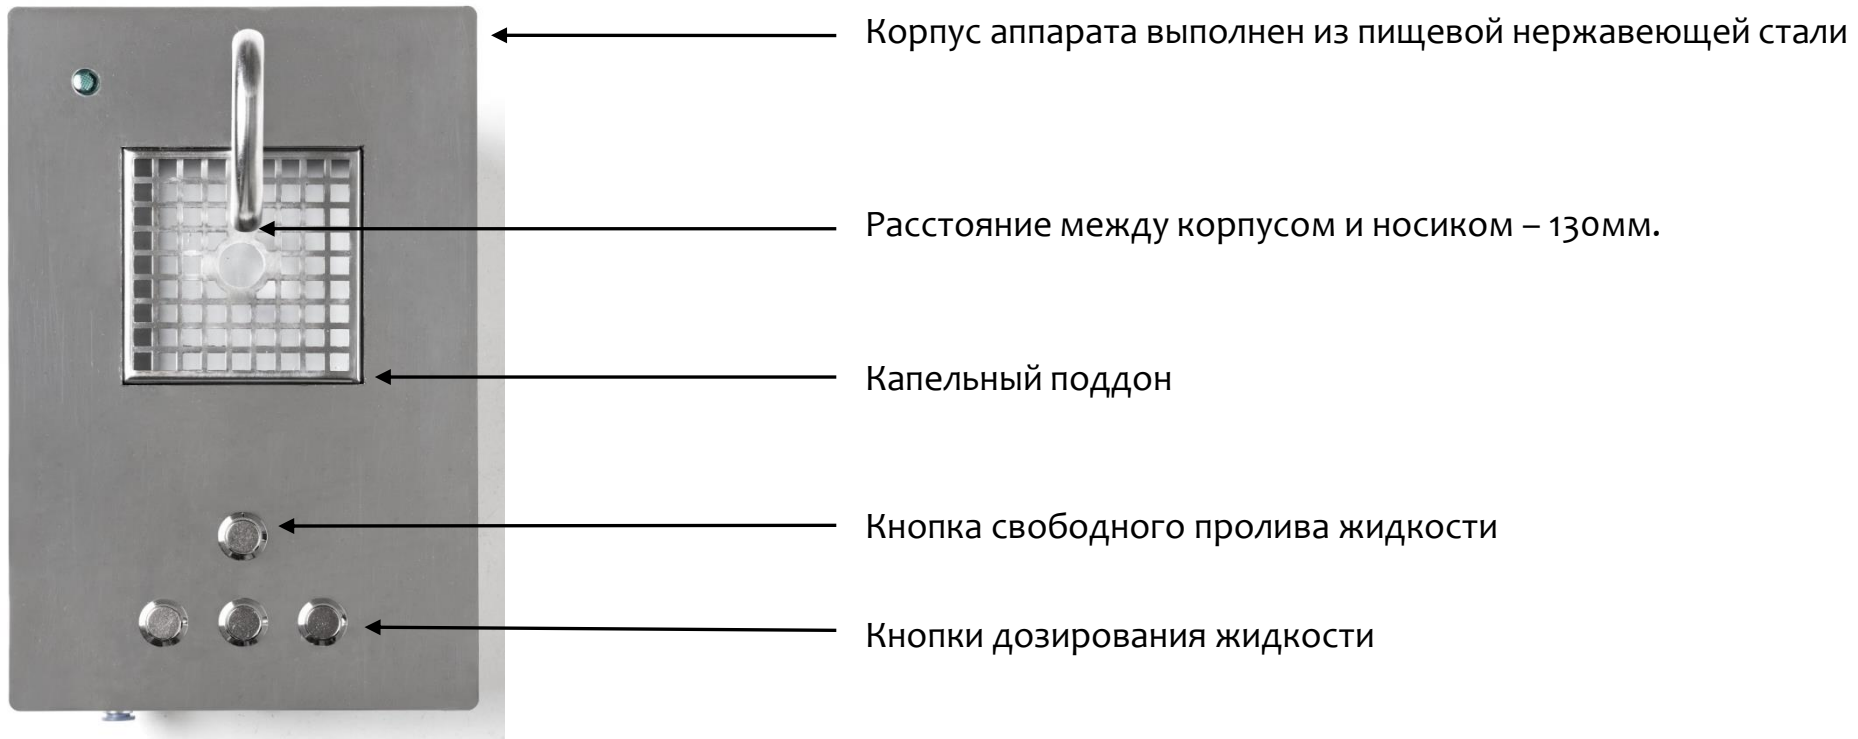 Корпус аппарата выполнен из пищевой нержавеющей стали
Расстояние между корпусом и носиком – 130мм.
Капельный поддон
Кнопка свободного пролива жидкости
Кнопки дозирования жидкости